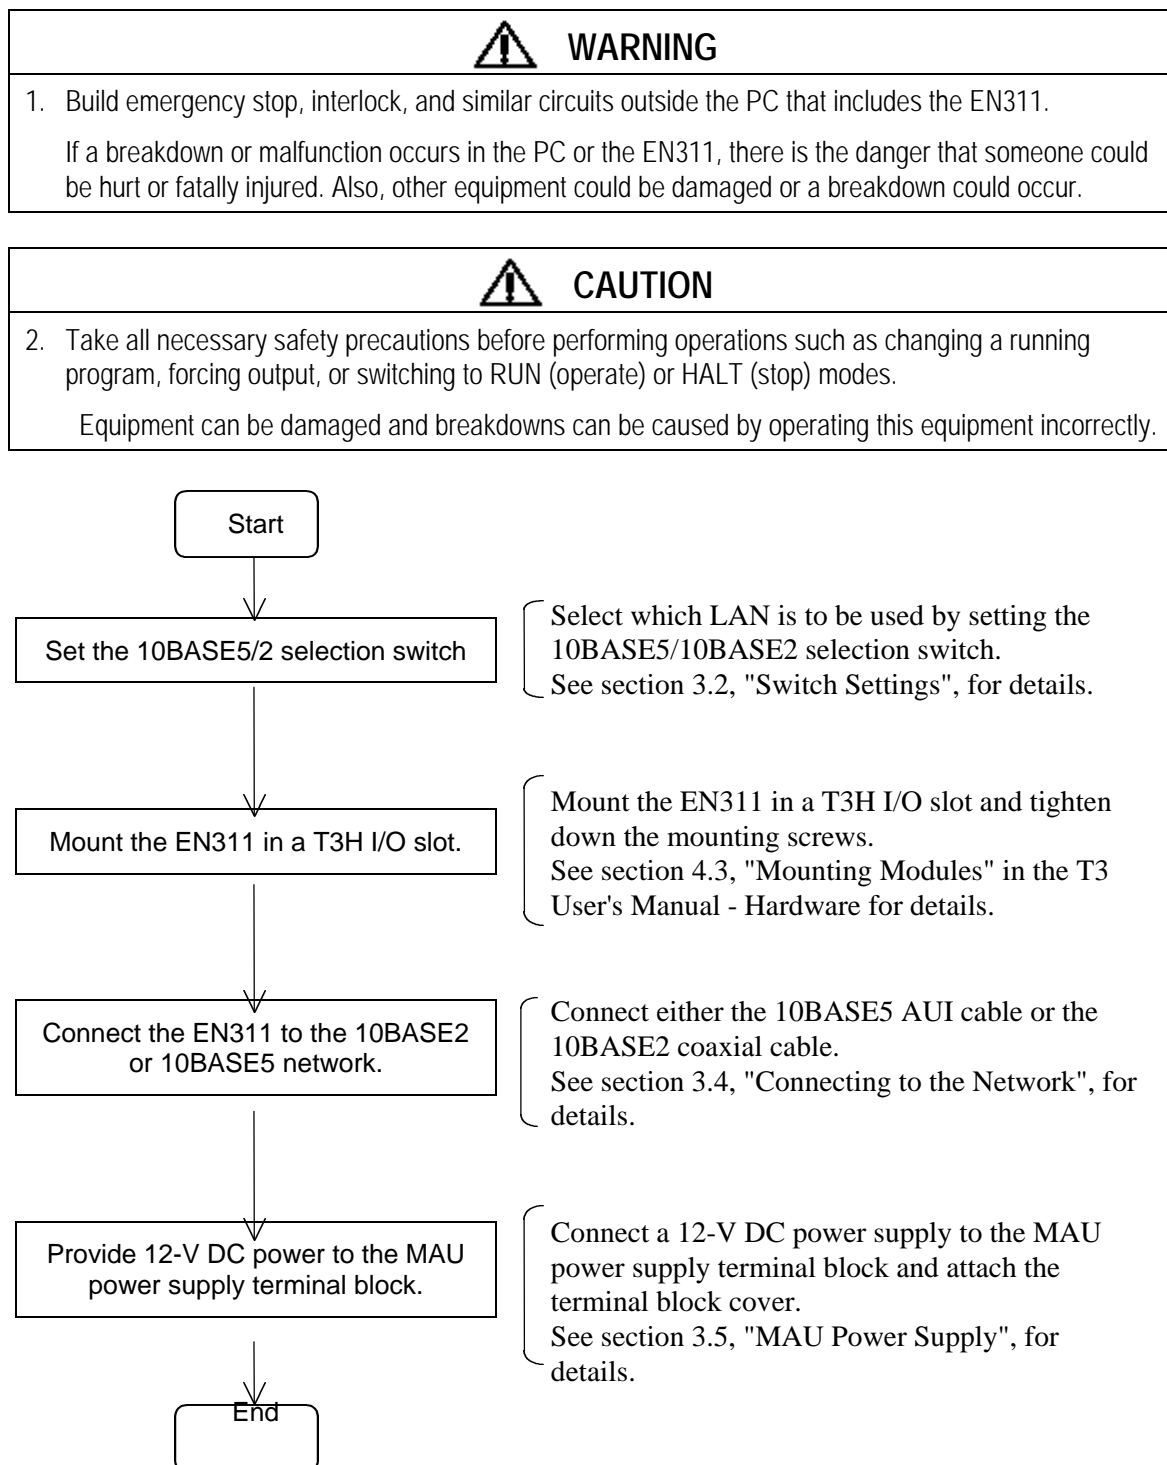 WARNING
1. Build emergency stop, interlock, and similar circuits outside the PC that includes the EN311.
If a breakdown or malfunction occurs in the PC or the EN311, there is the danger that someone could
be hurt or fatally injured. Also, other equipment could be damaged or a breakdown could occur.
CAUTION
2. Take all necessary safety precautions before performing operations such as changing a running
program, forcing output, or switching to RUN (operate) or HALT (stop) modes.
Equipment can be damaged and breakdowns can be caused by operating this equipment incorrectly.
Start
Set the 10BASE5/2 selection switch
Select which LAN is to be used by setting the
10BASE5/10BASE2 selection switch.
See section 3.2, "Switch Settings", for details.
Mount the EN311 in a T3H I/O slot.
Mount the EN311 in a T3H I/O slot and tighten
down the mounting screws.
See section 4.3, "Mounting Modules" in the T3
User's Manual - Hardware for details.
Connect the EN311 to the 10BASE2
or 10BASE5 network.
Connect either the 10BASE5 AUI cable or the
10BASE2 coaxial cable.
See section 3.4, "Connecting to the Network", for
details.
Provide 12-V DC power to the MAU
power supply terminal block.
Connect a 12-V DC power supply to the MAU
power supply terminal block and attach the
terminal block cover.
See section 3.5, "MAU Power Supply", for
details.
End